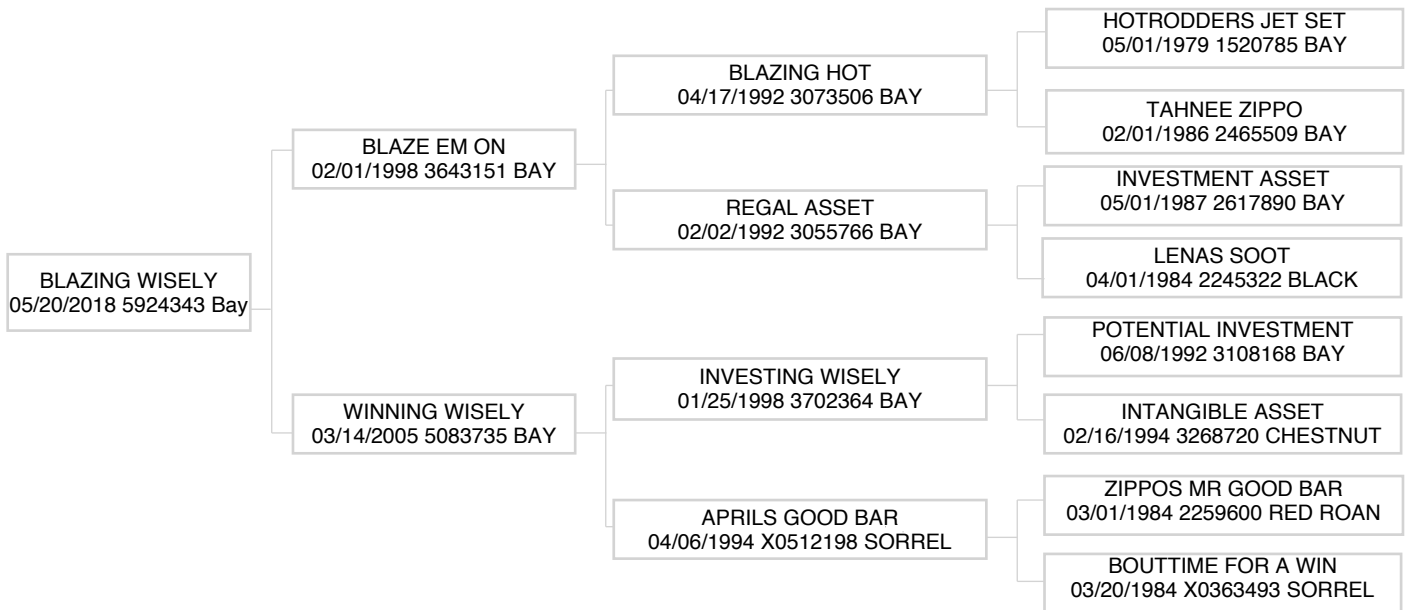 BLAZING WISELY
05/20/2018 5924343 Bay
BLAZE EM ON
02/01/1998 3643151 BAY
WINNING WISELY
03/14/2005 5083735 BAY
BLAZING HOT
04/17/1992 3073506 BAY
REGAL ASSET
02/02/1992 3055766 BAY
INVESTING WISELY
01/25/1998 3702364 BAY
APRILS GOOD BAR
04/06/1994 X0512198 SORREL
HOTRODDERS JET SET
05/01/1979 1520785 BAY
TAHNEE ZIPPO
02/01/1986 2465509 BAY
INVESTMENT ASSET
05/01/1987 2617890 BAY
LENAS SOOT
04/01/1984 2245322 BLACK
POTENTIAL INVESTMENT
06/08/1992 3108168 BAY
INTANGIBLE ASSET
02/16/1994 3268720 CHESTNUT
ZIPPOS MR GOOD BAR
03/01/1984 2259600 RED ROAN
BOUTTIME FOR A WIN
03/20/1984 X0363493 SORREL